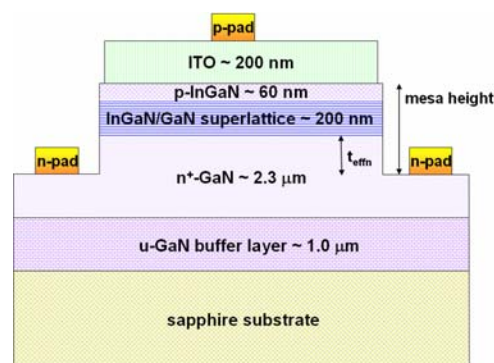 p-pad
ITO ~ 200 nm
p-InGaN ~ 60 nm
mesa height
InGaN/GaN superlattice ~ 200 nm
n-pad
t_effn
n-pad
n⁺-GaN ~ 2.3 μm
u-GaN buffer layer ~ 1.0 μm
sapphire substrate